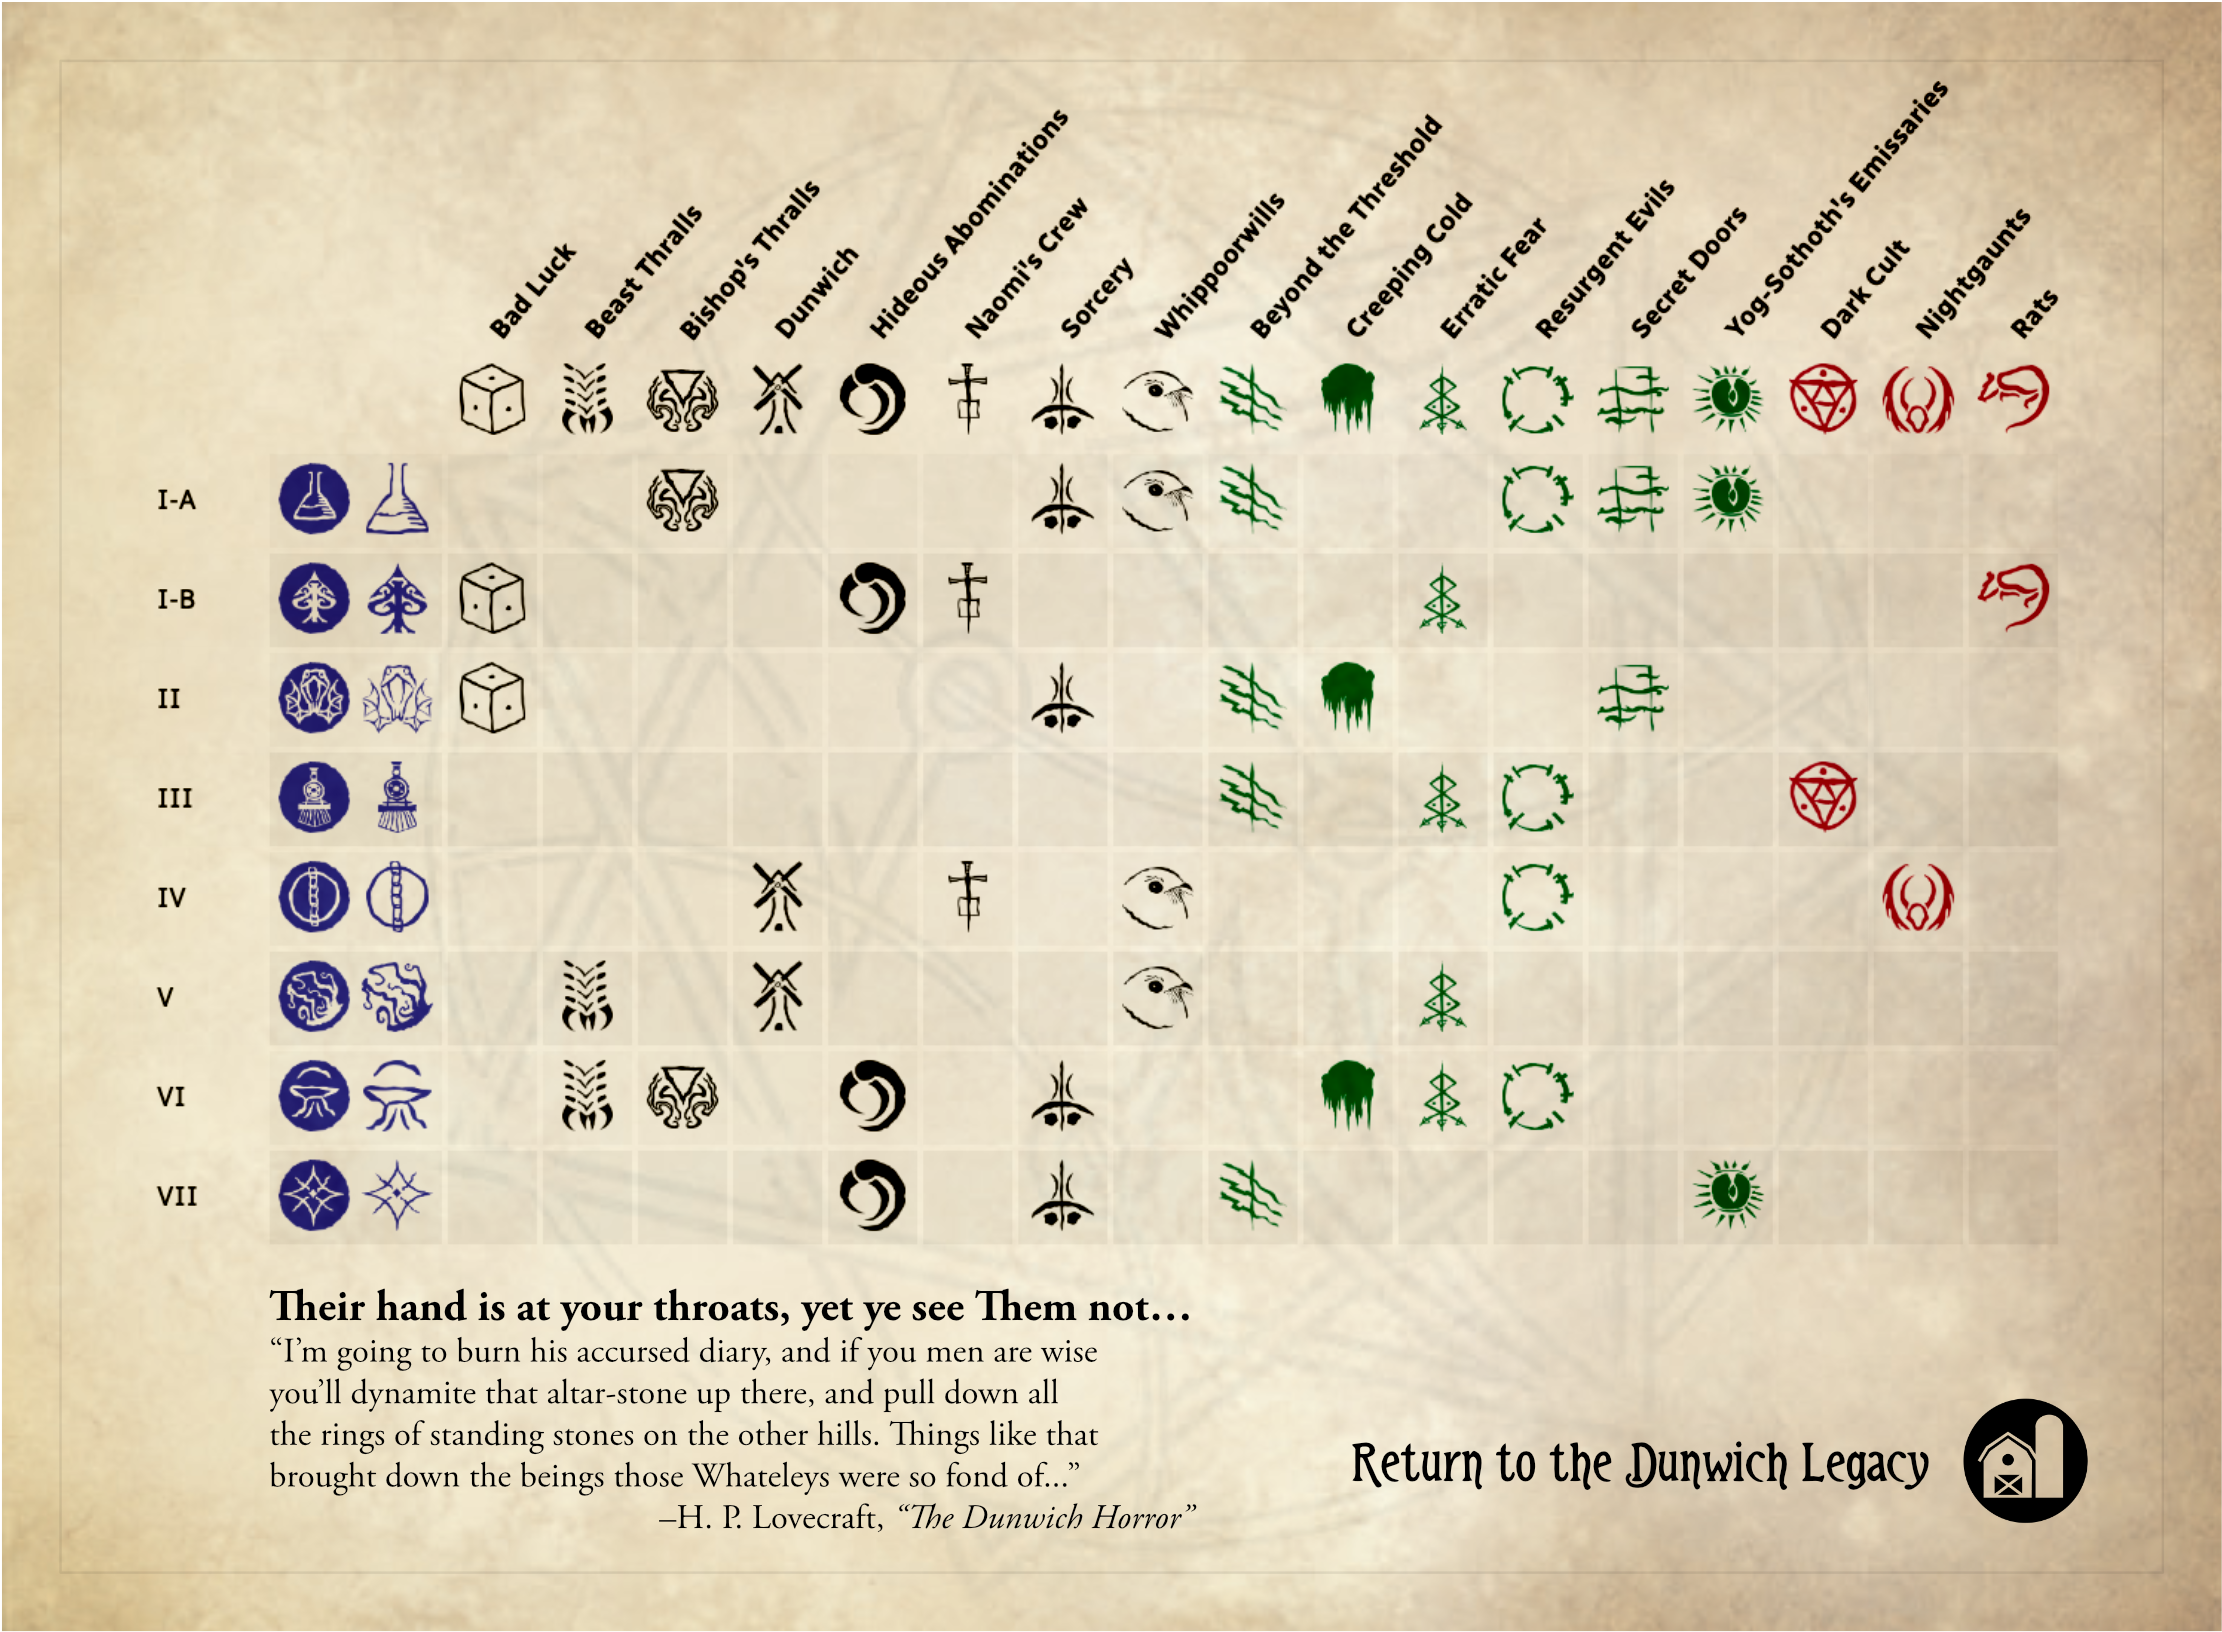 Bad Luck
Beast Thralls
Bishop's Thralls
Dunwich
Hideous Abominations
Naomi's Crew
Sorcery
Whippoorwills
Beyond the Threshold
Creeping Cold
Erratic Fear
Resurgent Evils
Secret Doors
Yog-Sothoth's Emissaries
Dark Cult
Nightgaunts
Rats
I-A
I-B
II
III
IV
V
VI
VII
Their hand is at your throats, yet ye see Them not…
“I’m going to burn his accursed diary, and if you men are wise
you’ll dynamite that altar-stone up there, and pull down all
the rings of standing stones on the other hills. Things like that
brought down the beings those Whateleys were so fond of...”
–H. P. Lovecraft, “The Dunwich Horror”
Return to the Dunwich Legacy